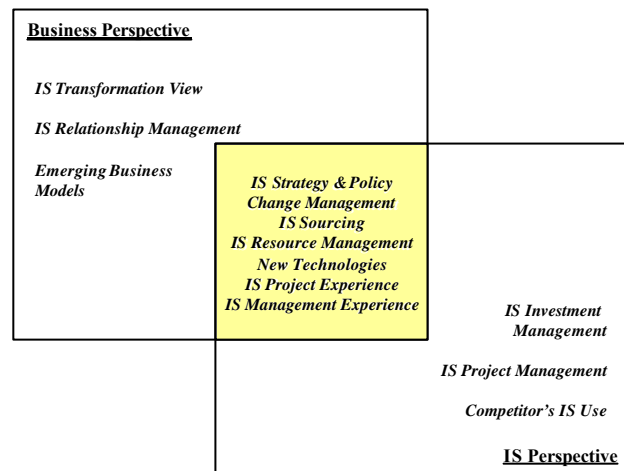 Business Perspective
IS Transformation View
IS Relationship Management
Emerging Business
Models
IS Strategy & Policy
Change Management
IS Sourcing
IS Resource Management
New Technologies
IS Project Experience
IS Management Experience
IS Investment
Management
IS Project Management
Competitor's IS Use
IS Perspective